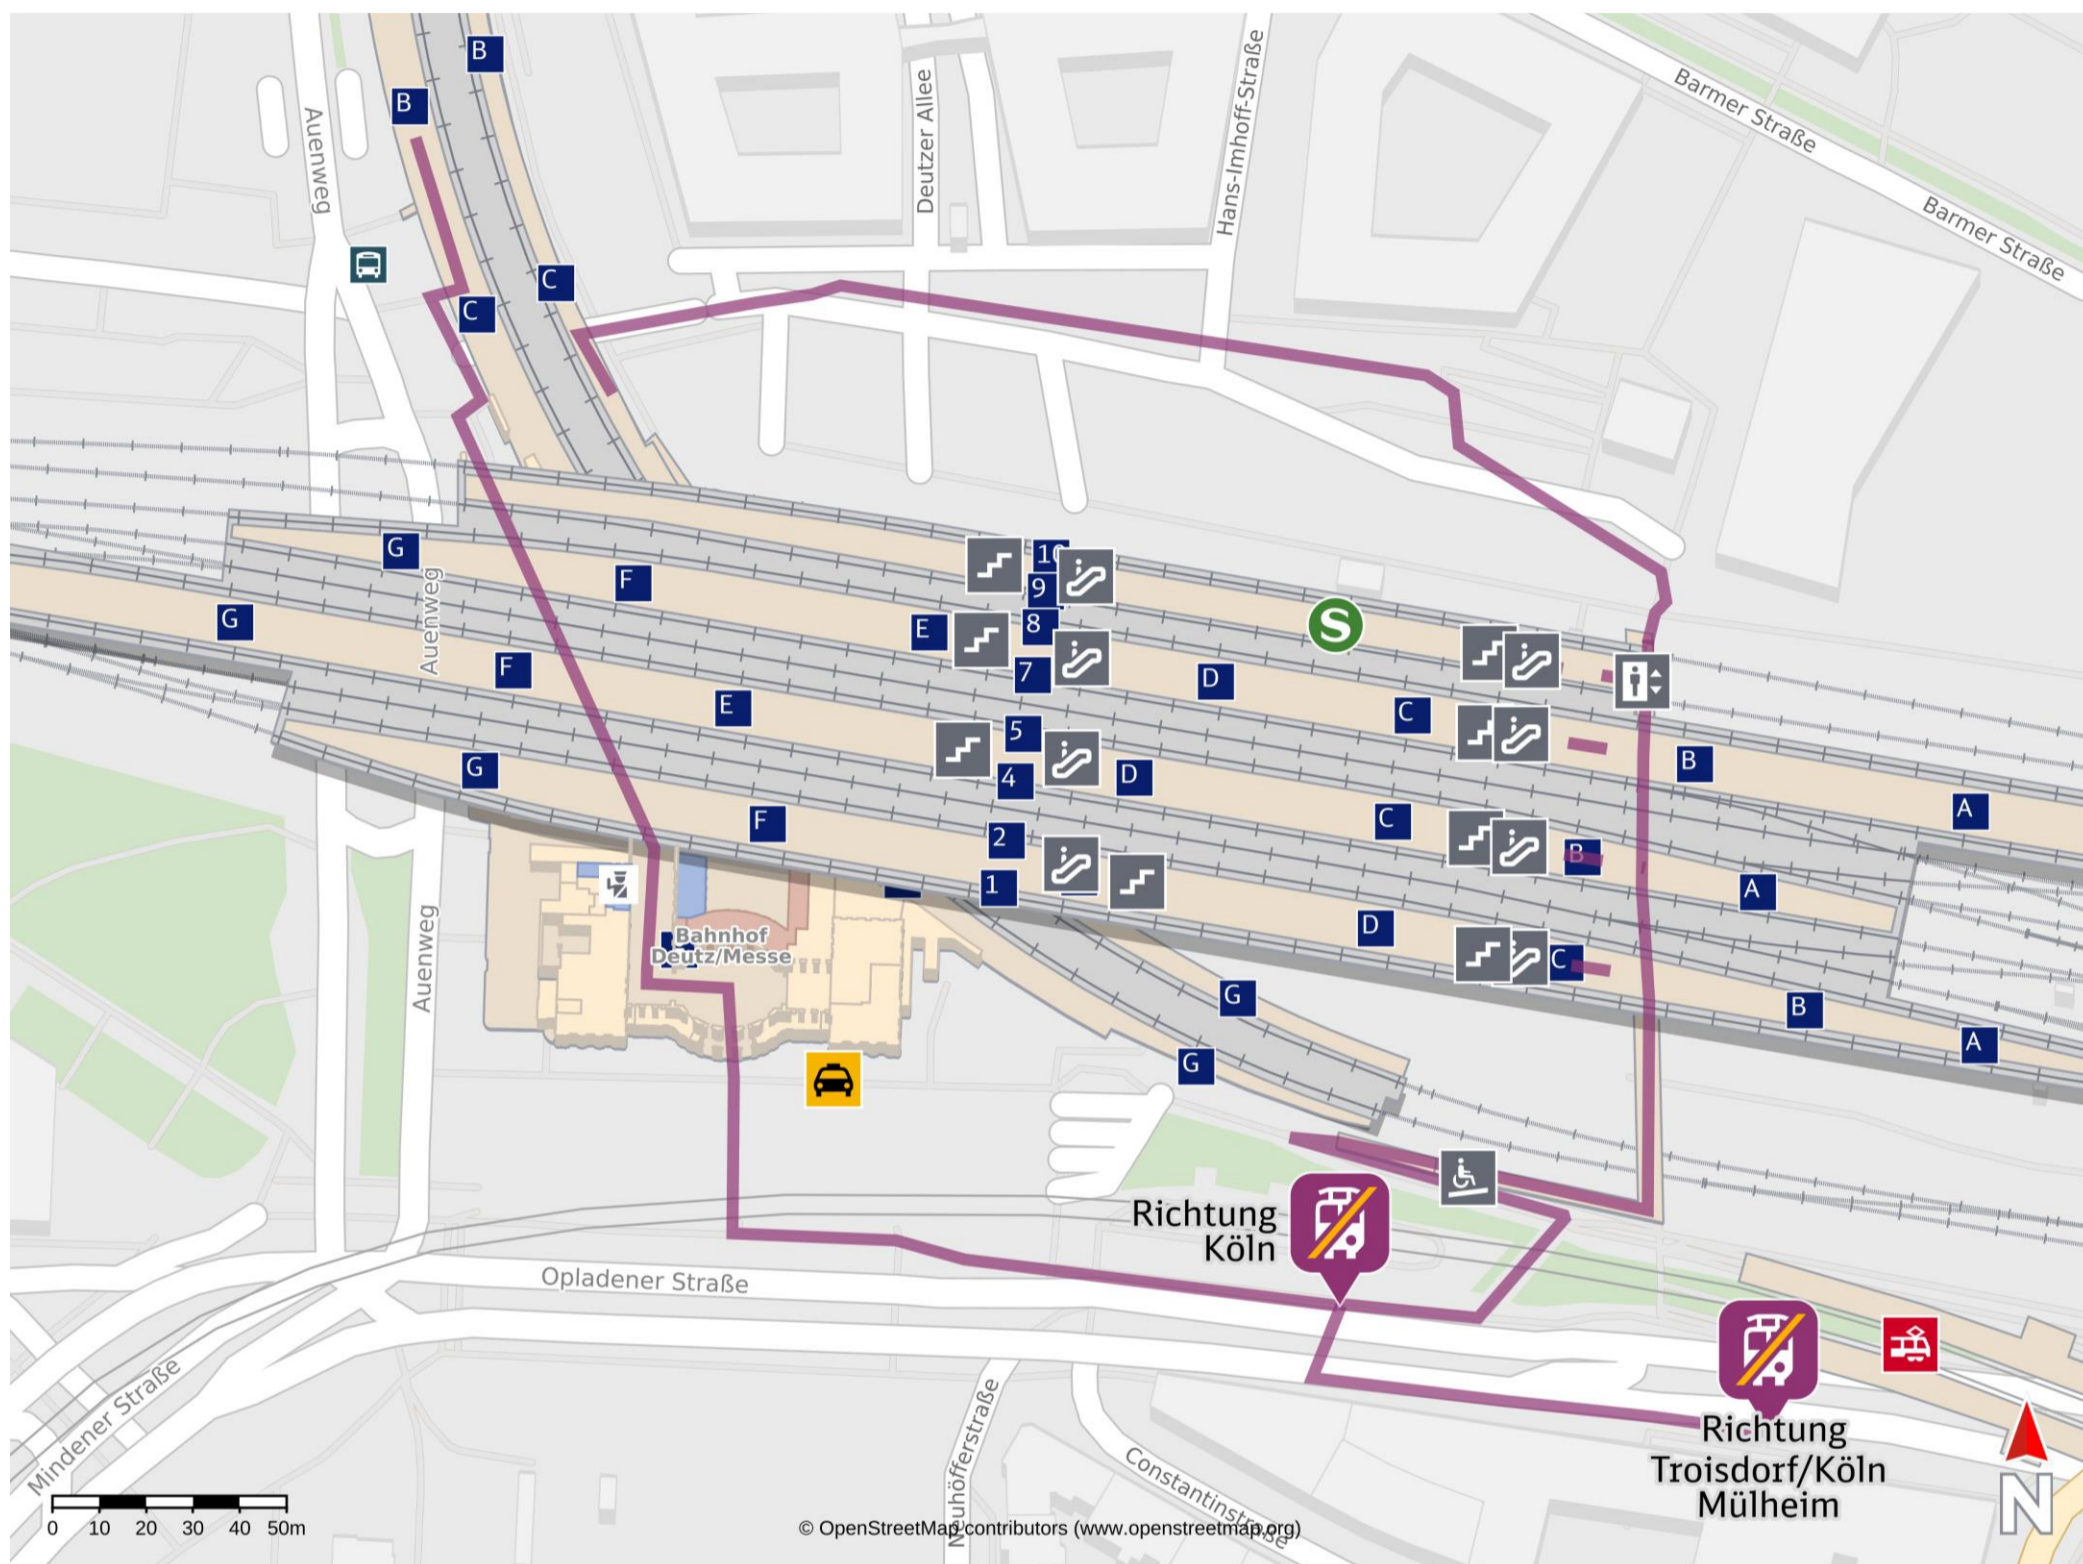 B
B
Auenweg
Deutzer Allee
Hans-Imhoff-Straße
Barmer Straße
Barmer Straße
C
C
G
F
G
F
E
E
10
9
8
7
5
4
2
1
S
D
C
B
A
D
C
B
A
Auenweg
G
F
D
C
B
A
Auenweg
Bahnhof
Deutz/Messe
G
G
Richtung
Köln
Opladener Straße
Mindener Straße
Neuhöfferstraße
Constantinstraße
Richtung
Troisdorf/Köln
Mülheim
N
0 10 20 30 40 50m
© OpenStreetMap contributors (www.openstreetmap.org)